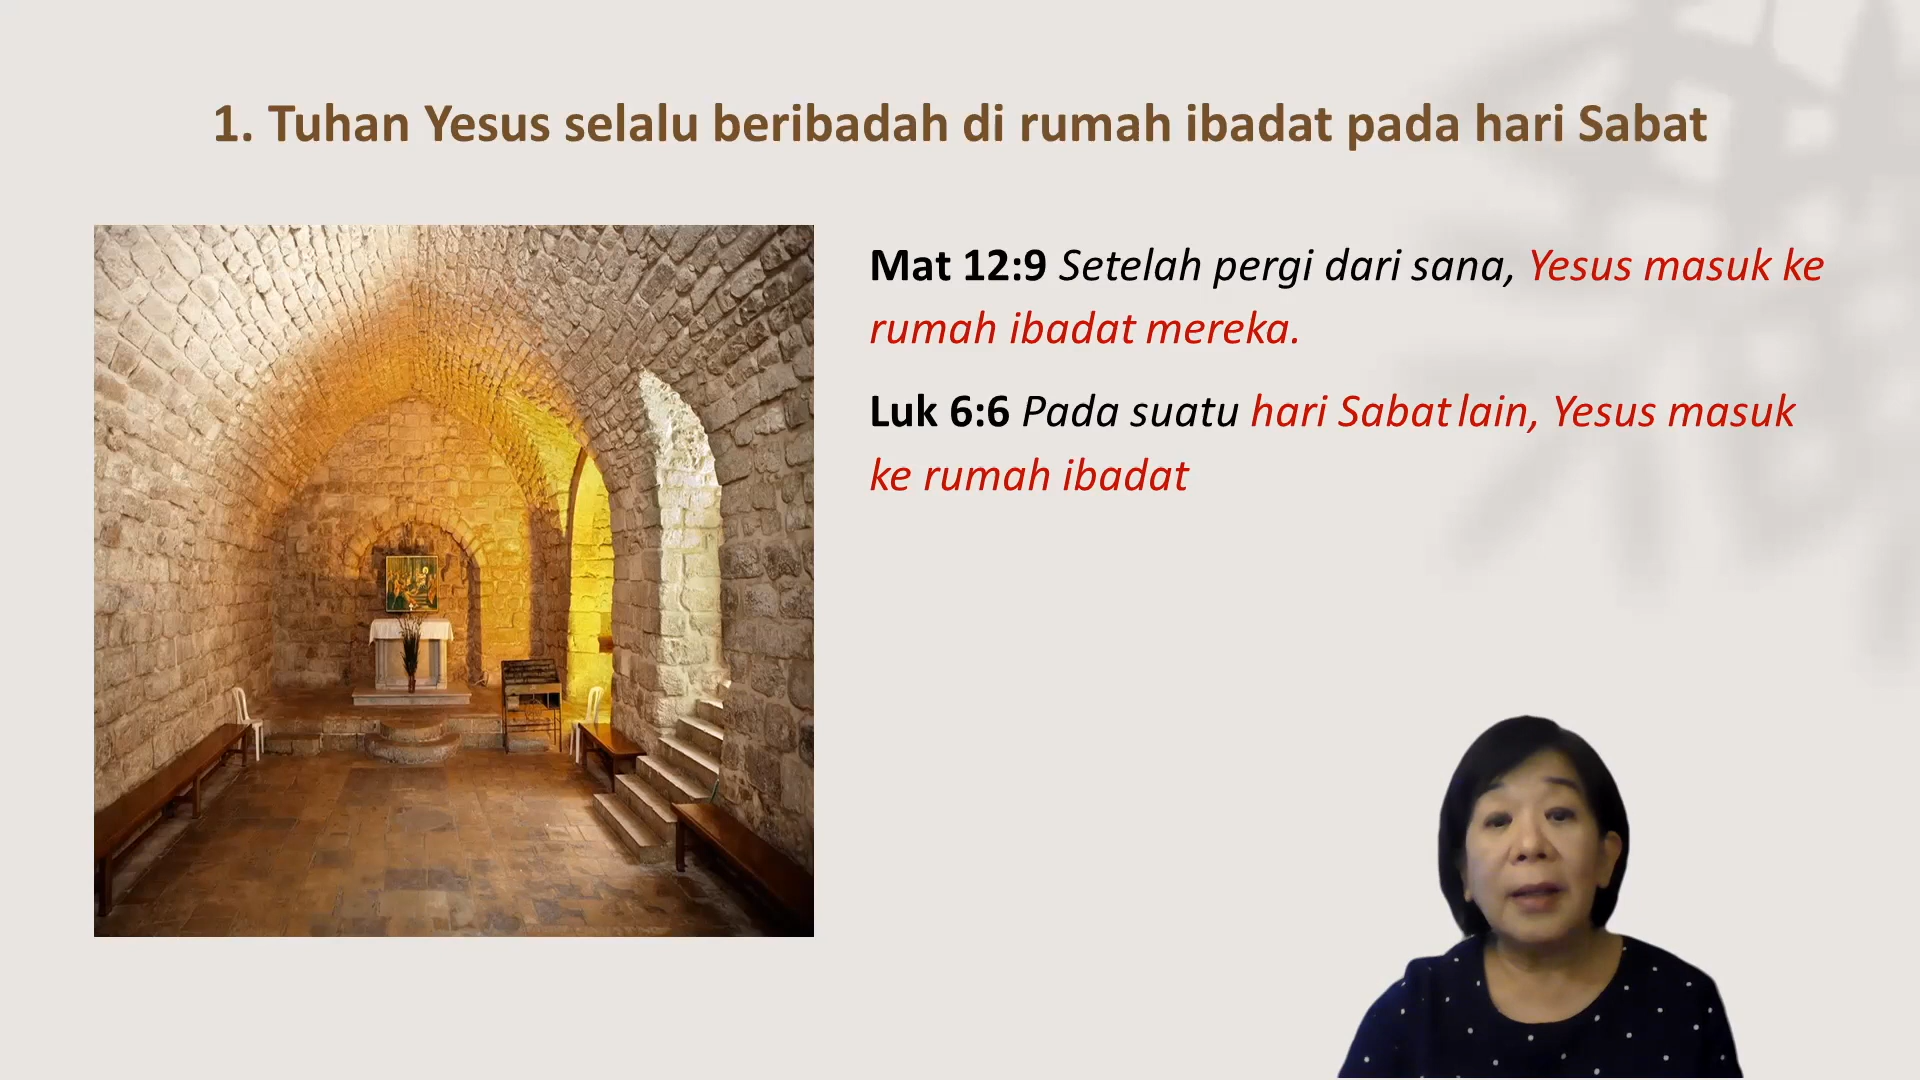 1. Tuhan Yesus selalu beribadah di rumah ibadat pada hari Sabat
Mat 12:9 Setelah pergi dari sana, Yesus masuk ke
rumah ibadat mereka.
Luk 6:6 Pada suatu hari Sabat lain, Yesus masuk
ke rumah ibadat